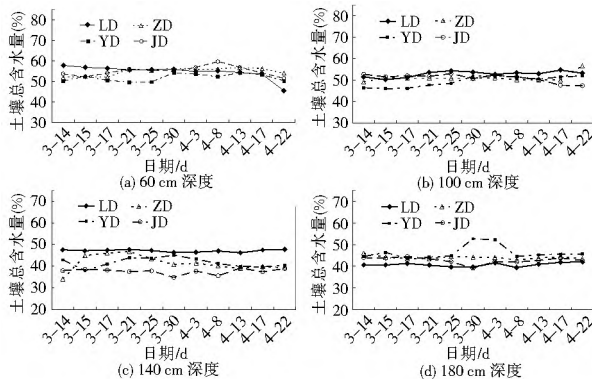 土壤总含水量(%)
80
70
60
50
40
30
LD
ZD
YD
JD
3–14
3–15
3–17
3–21
3–25
3–30
4–3
4–8
4–13
4–17
4–22
日期/d
(a) 60 cm 深度
土壤总含水量(%)
80
70
60
50
40
30
LD
ZD
YD
JD
3–14
3–15
3–17
3–21
3–25
3–30
4–3
4–8
4–13
4–17
4–22
日期/d
(b) 100 cm 深度
土壤总含水量(%)
70
60
50
40
30
20
LD
ZD
YD
JD
3–14
3–15
3–17
3–21
3–25
3–30
4–3
4–8
4–13
4–17
4–22
日期/d
(c) 140 cm 深度
土壤总含水量(%)
70
60
50
40
30
20
LD
ZD
YD
JD
3–14
3–15
3–17
3–21
3–25
3–30
4–3
4–8
4–13
4–17
4–22
日期/d
(d) 180 cm 深度